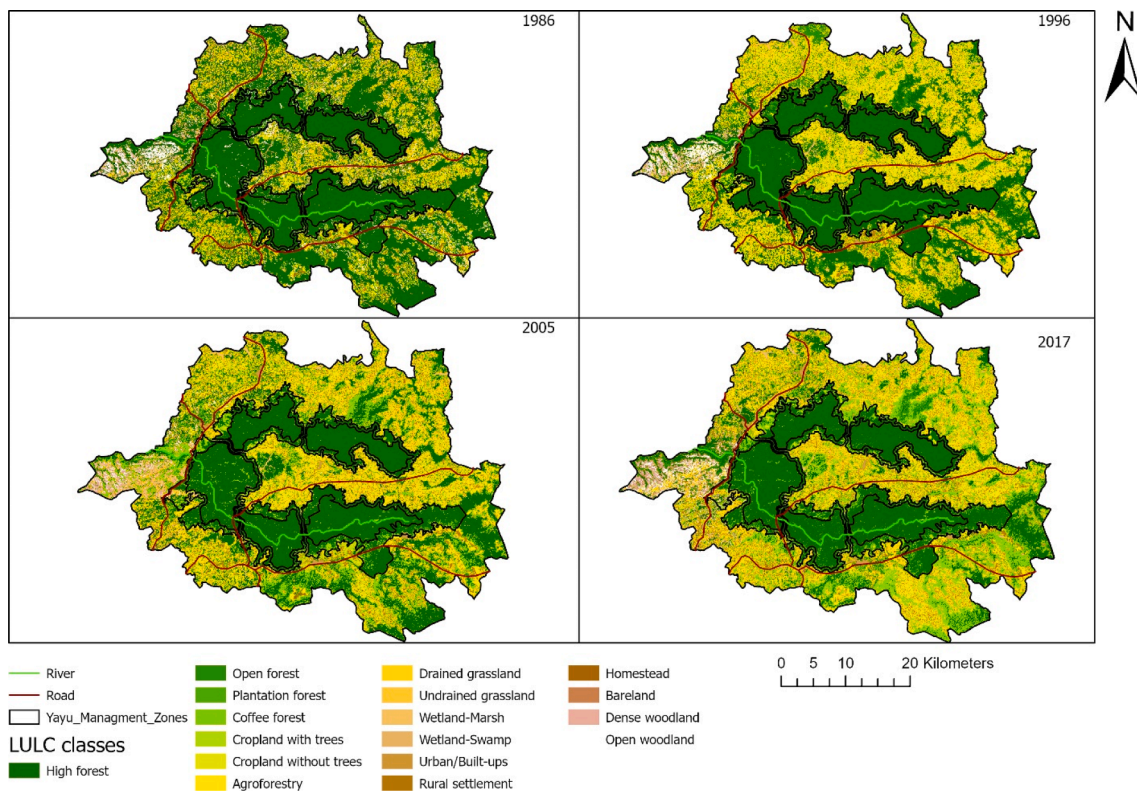 1986
1996
N
2005
2017
River
Road
Yayu_Managment_Zones
LULC classes
High forest
Open forest
Plantation forest
Coffee forest
Cropland with trees
Cropland without trees
Agroforestry
Drained grassland
Undrained grassland
Wetland-Marsh
Wetland-Swamp
Urban/Built-ups
Rural settlement
Homestead
Bareland
Dense woodland
Open woodland
0 5 10 20 Kilometers